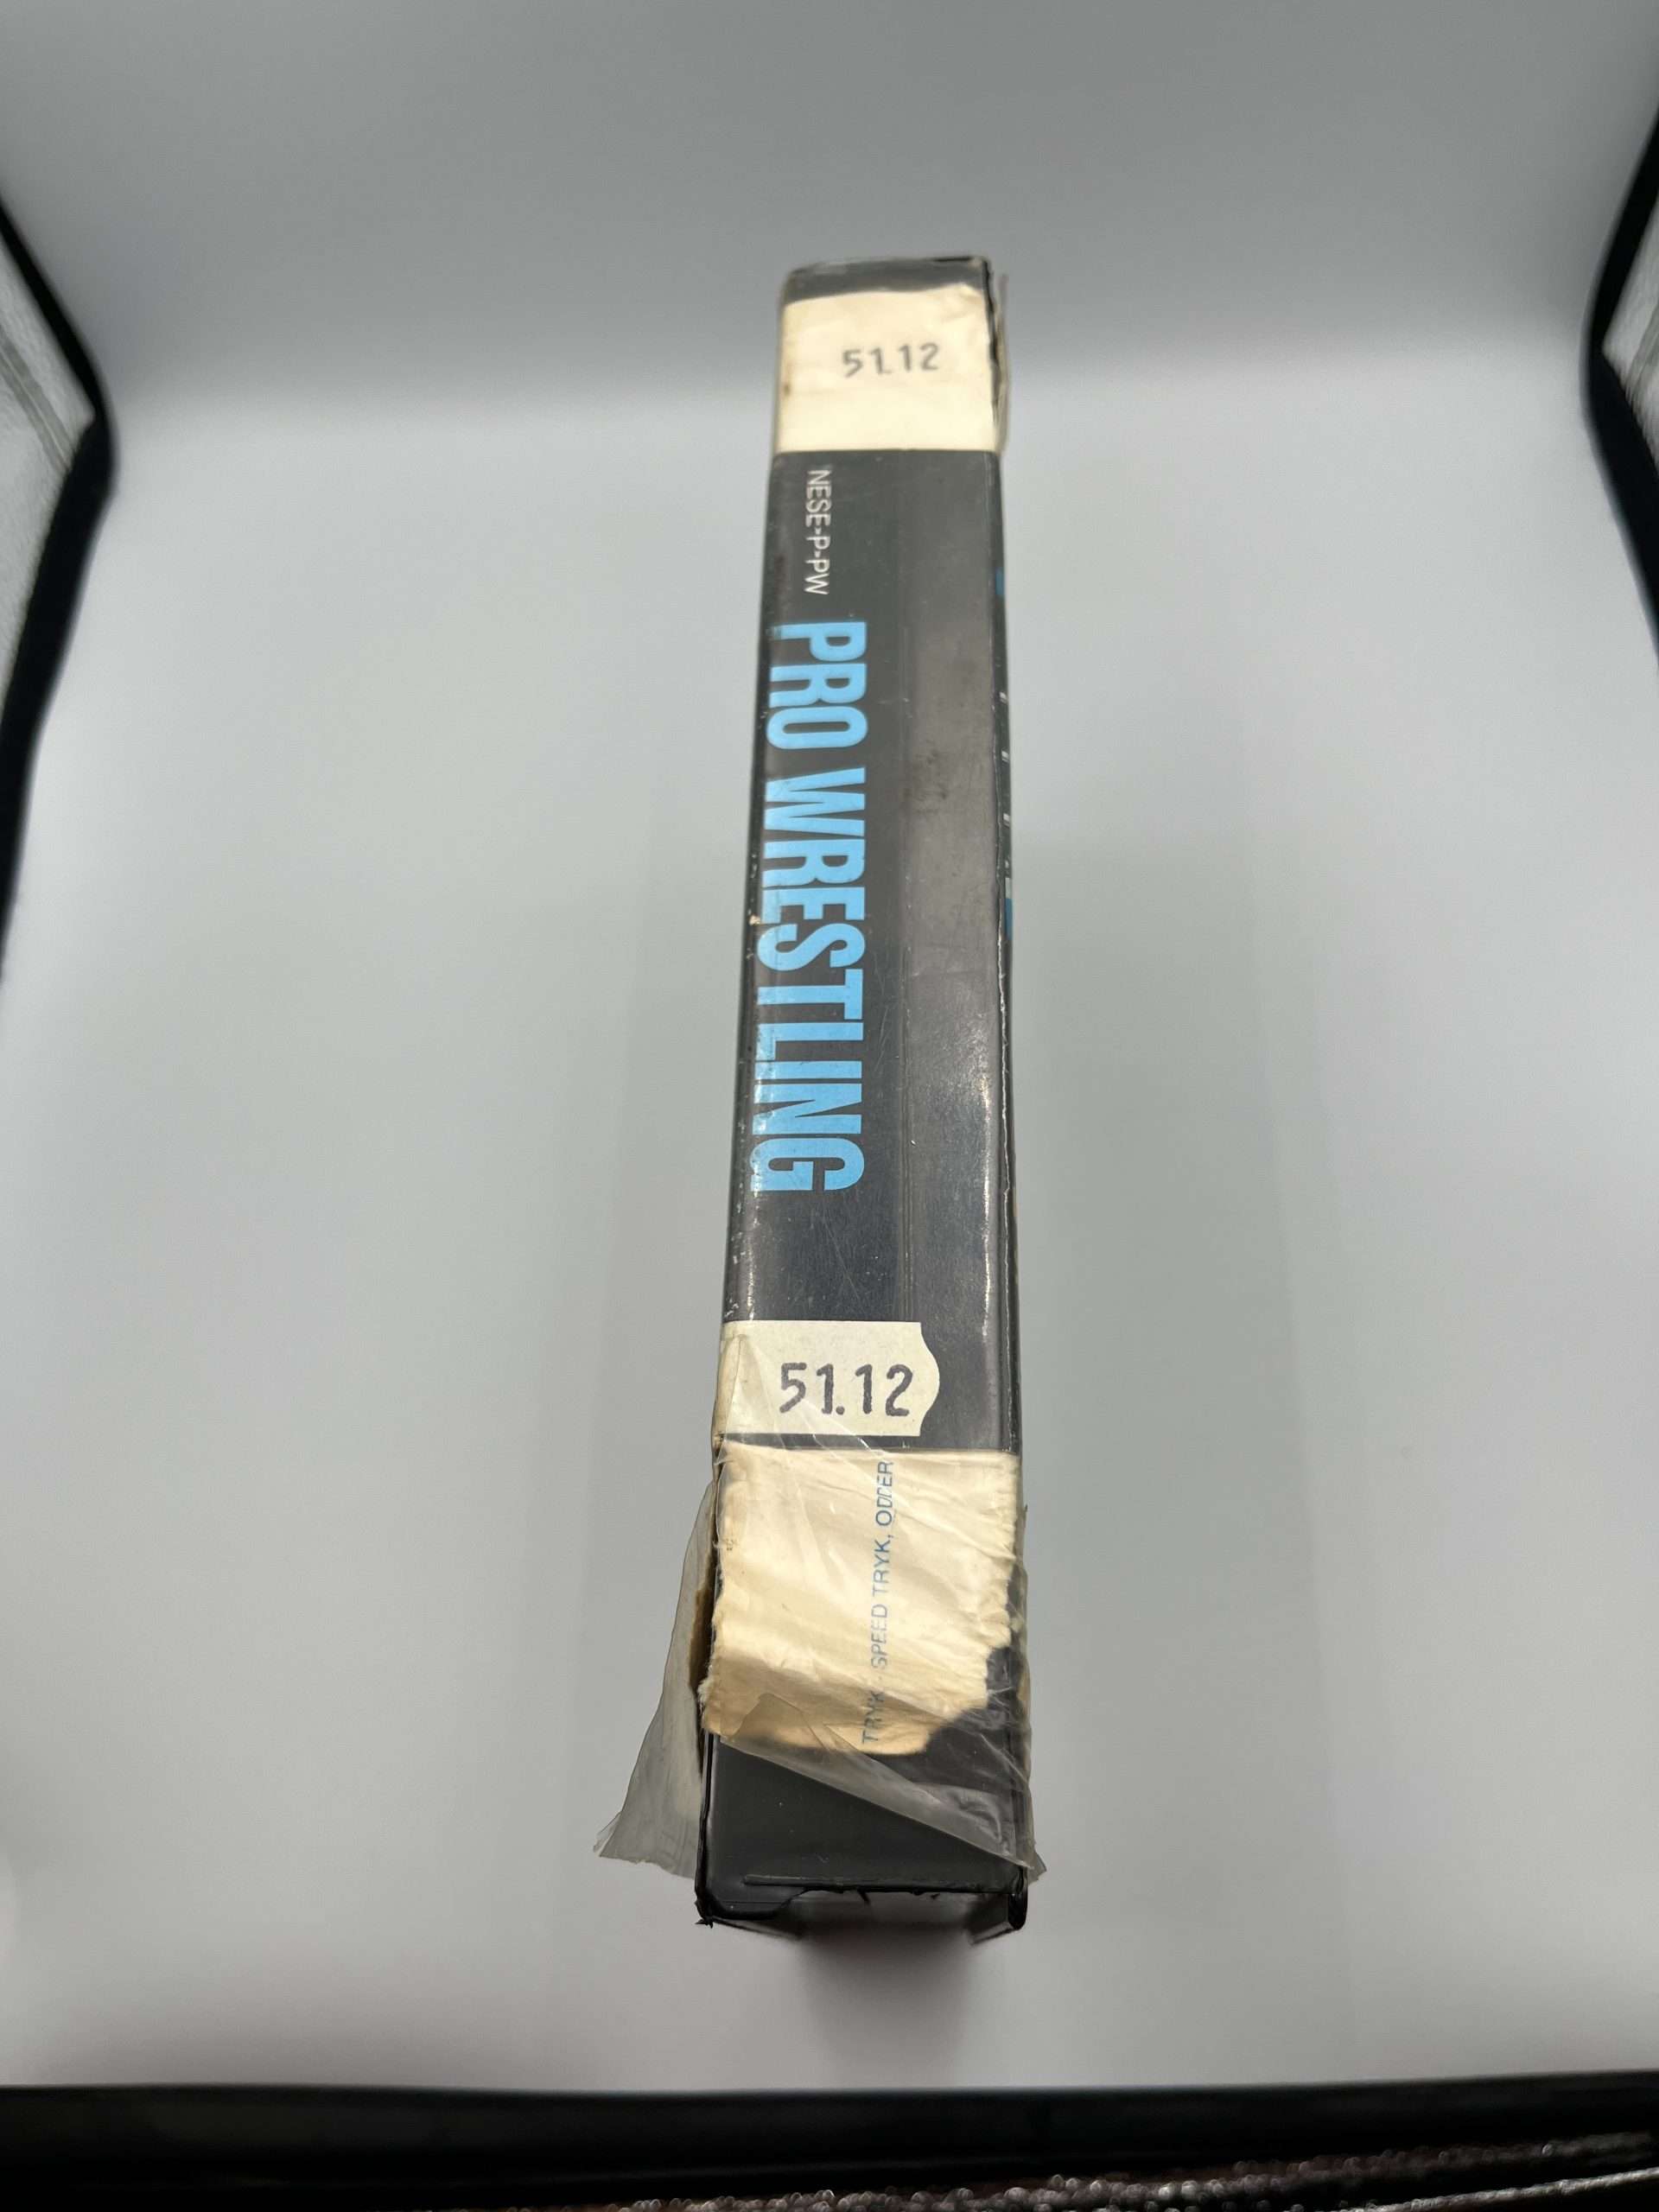 51.12
NESE-P-PW
PRO WRESTLING
51.12
TRYK: SPEED TRYK, ODDER